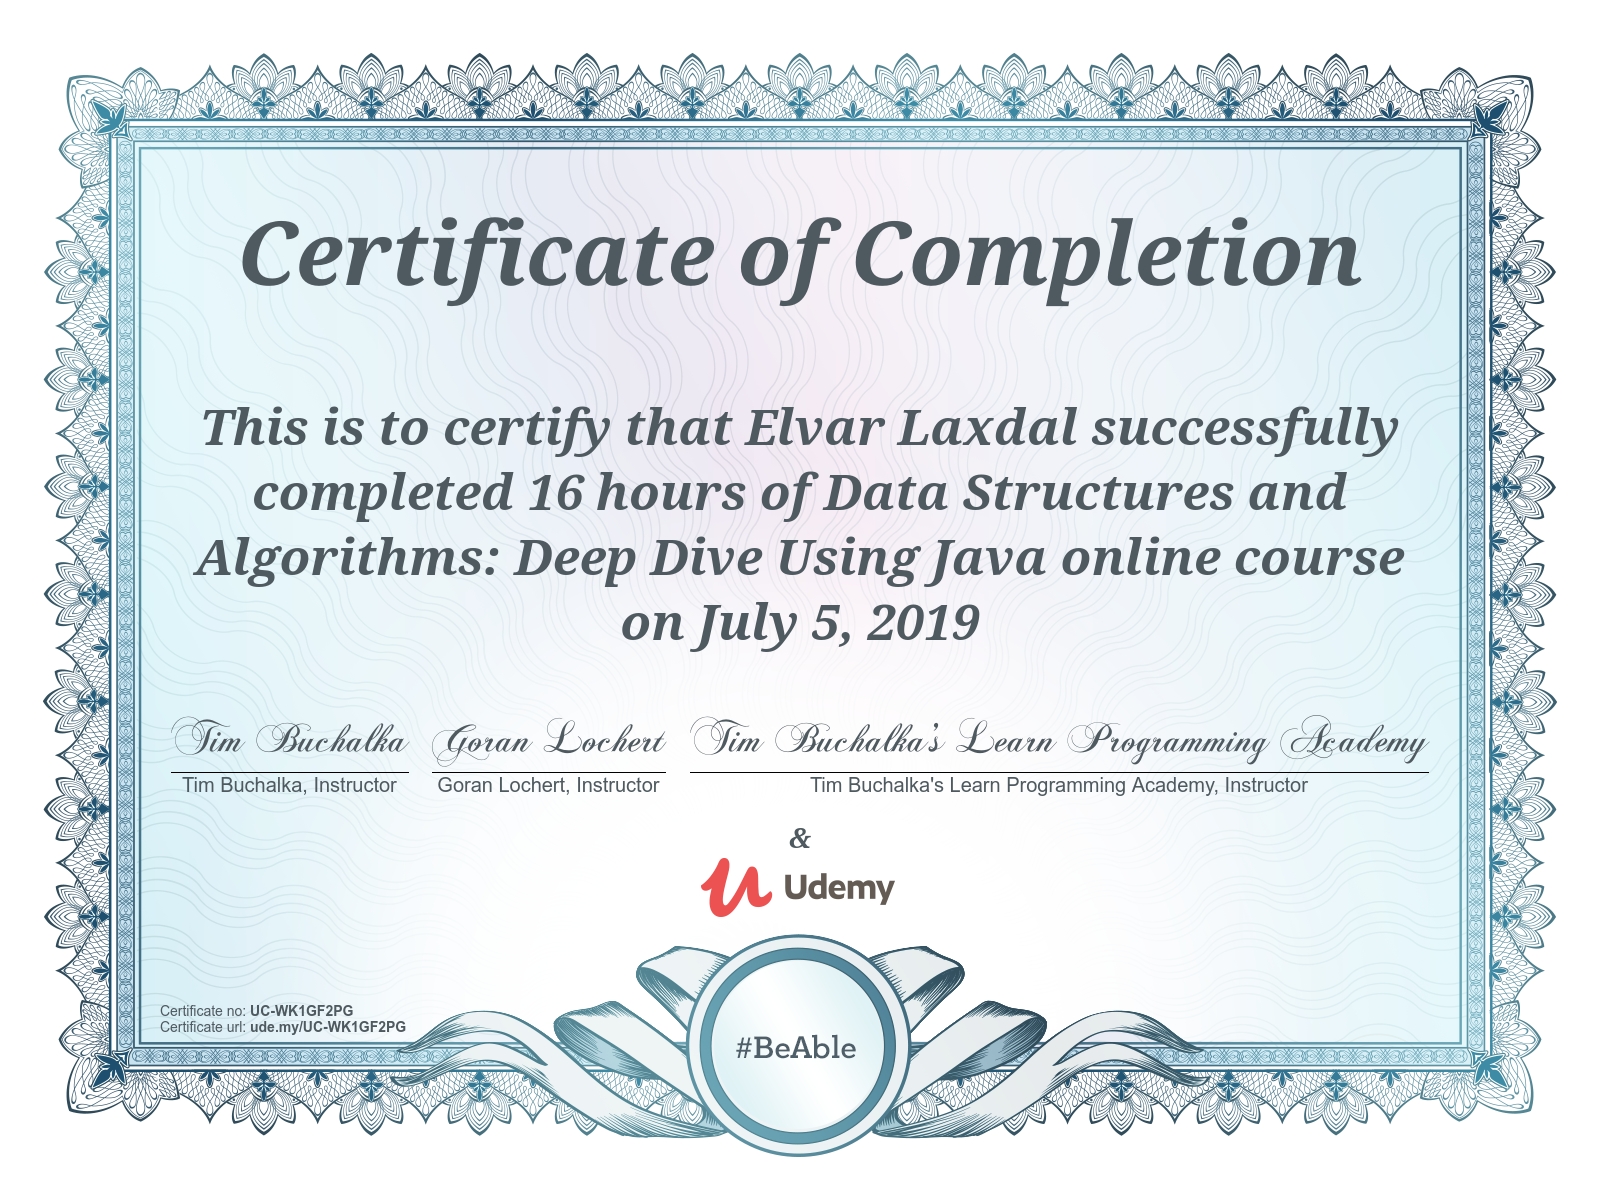 Certificate of Completion
This is to certify that Elvar Laxdal successfully
completed 16 hours of Data Structures and
Algorithms: Deep Dive Using Java online course
on July 5, 2019
Tim Buchalka
Tim Buchalka, Instructor
Goran Lochert
Goran Lochert, Instructor
Tim Buchalka's Learn Programming Academy
Tim Buchalka's Learn Programming Academy, Instructor
&
Udemy
Certificate no: UC-WK1GF2PG
Certificate url: ude.my/UC-WK1GF2PG
#BeAble